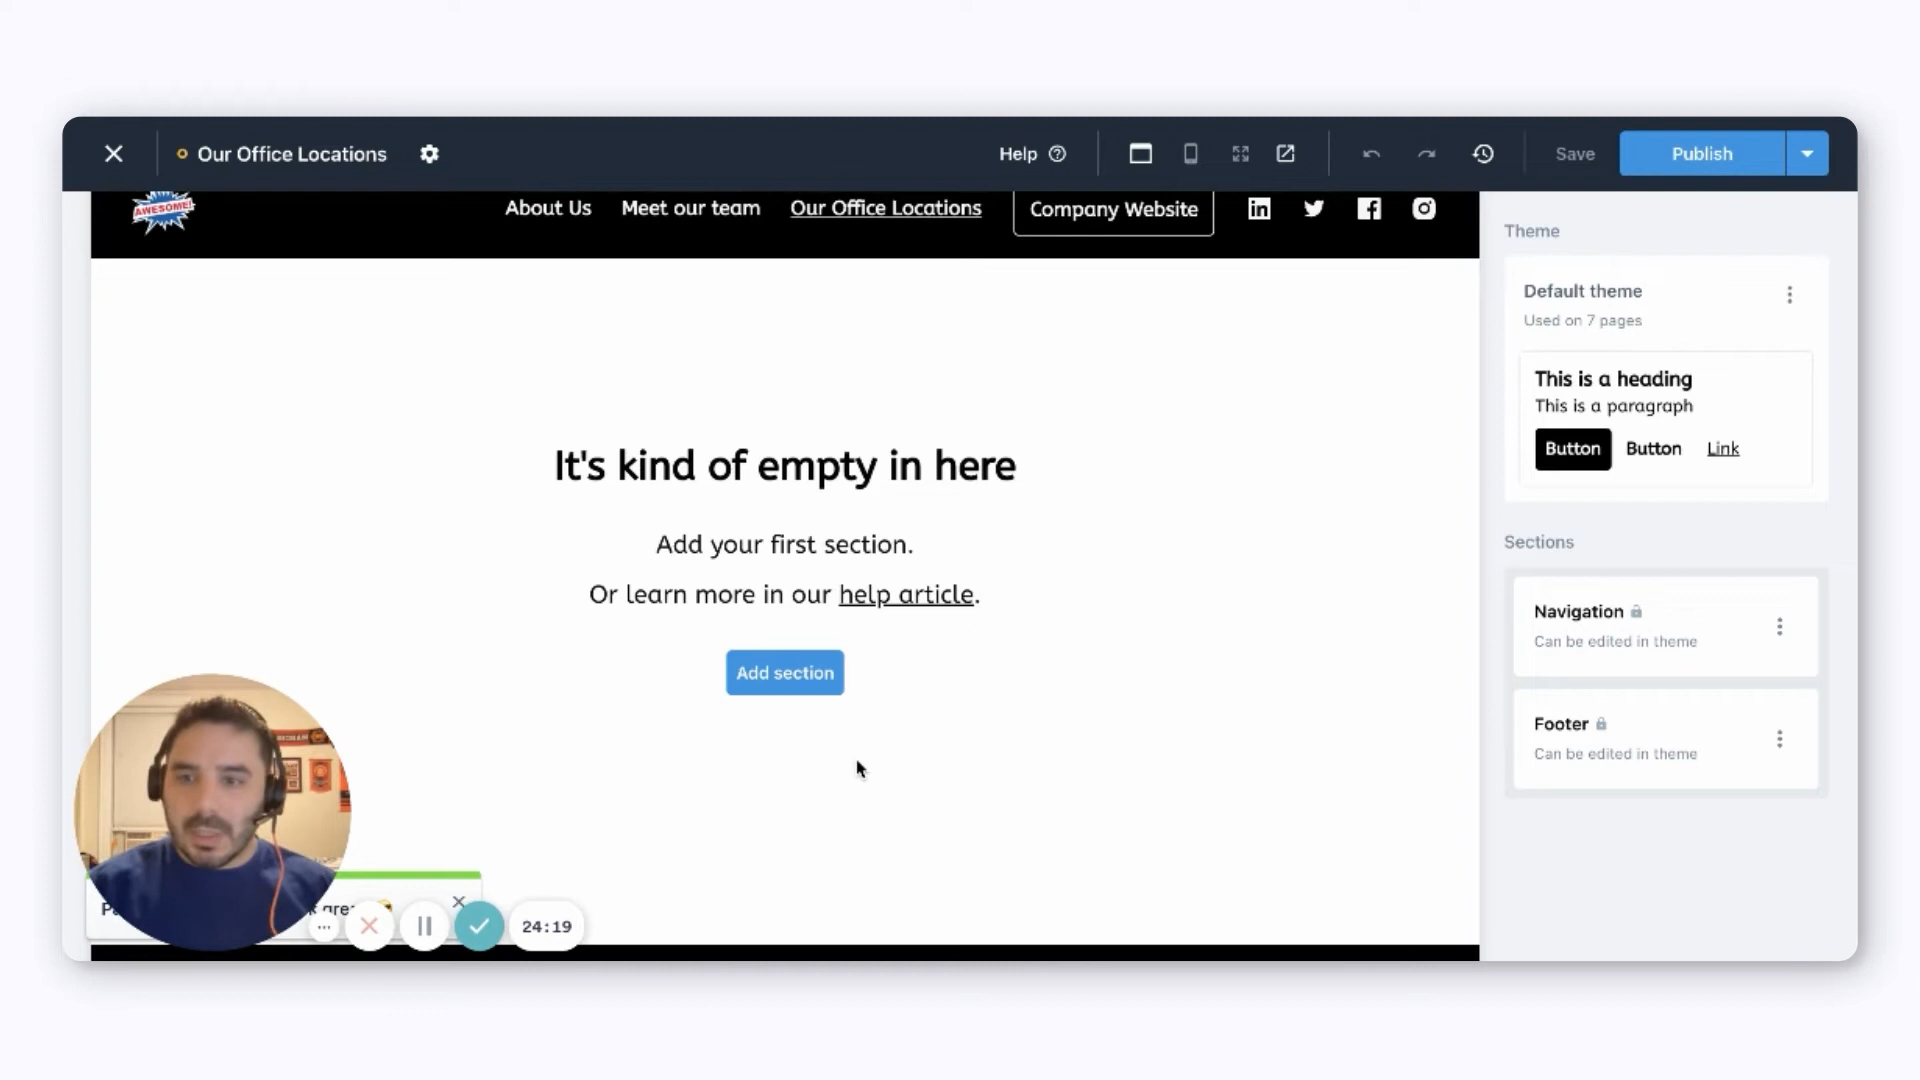 Our Office Locations
Help
Save
Publish
AWESOME!
About Us
Meet our team
Our Office Locations
Company Website
It's kind of empty in here
Add your first section.
Or learn more in our help article.
Add section
24:19
Theme
Default theme
Used on 7 pages
This is a heading
This is a paragraph
Button
Button
Link
Sections
Navigation
Can be edited in theme
Footer
Can be edited in theme